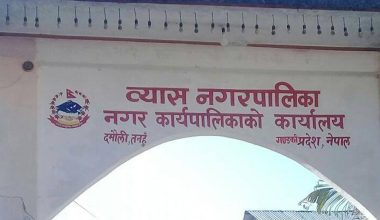 व्यास नगरपालिका
नगर कार्यपालिकाको कार्यालय
दमौली, तनहुँ
गण्डकी प्रदेश, नेपाल